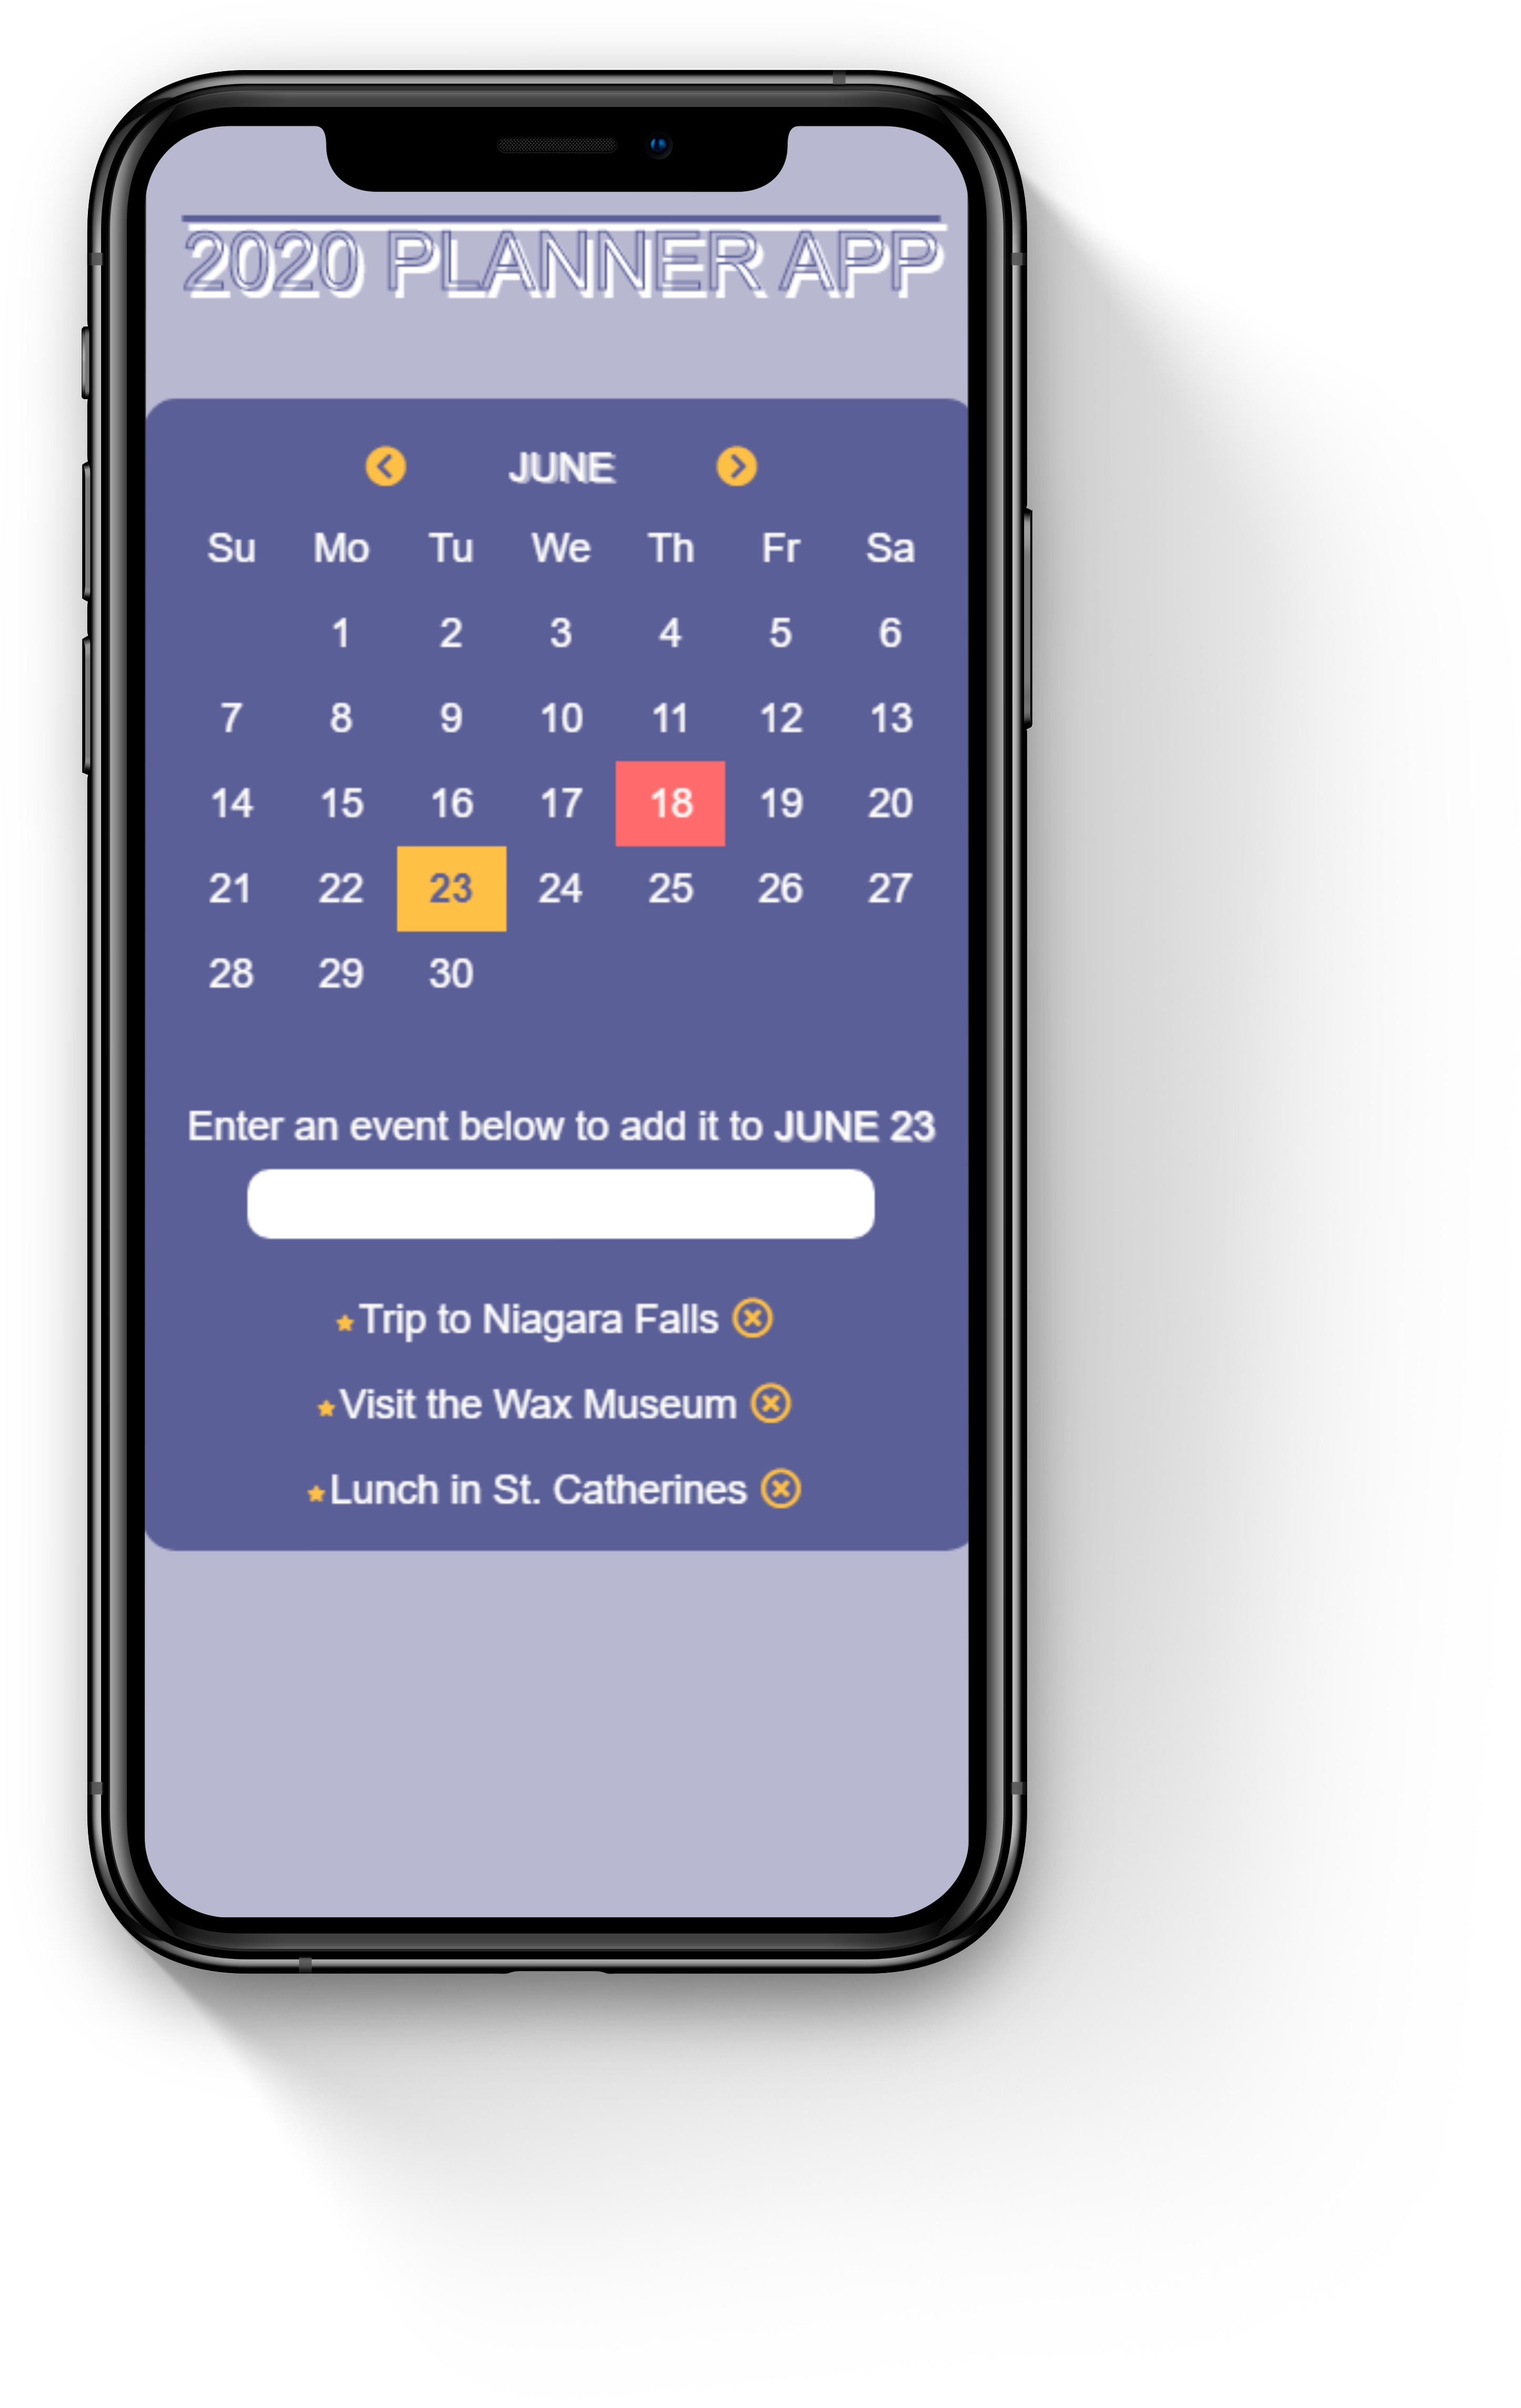 2020 PLANNER APP
JUNE
Su Mo Tu We Th Fr Sa
1 2 3 4 5 6
7 8 9 10 11 12 13
14 15 16 17 18 19 20
21 22 23 24 25 26 27
28 29 30
Enter an event below to add it to JUNE 23
Trip to Niagara Falls
Visit the Wax Museum
Lunch in St. Catherines